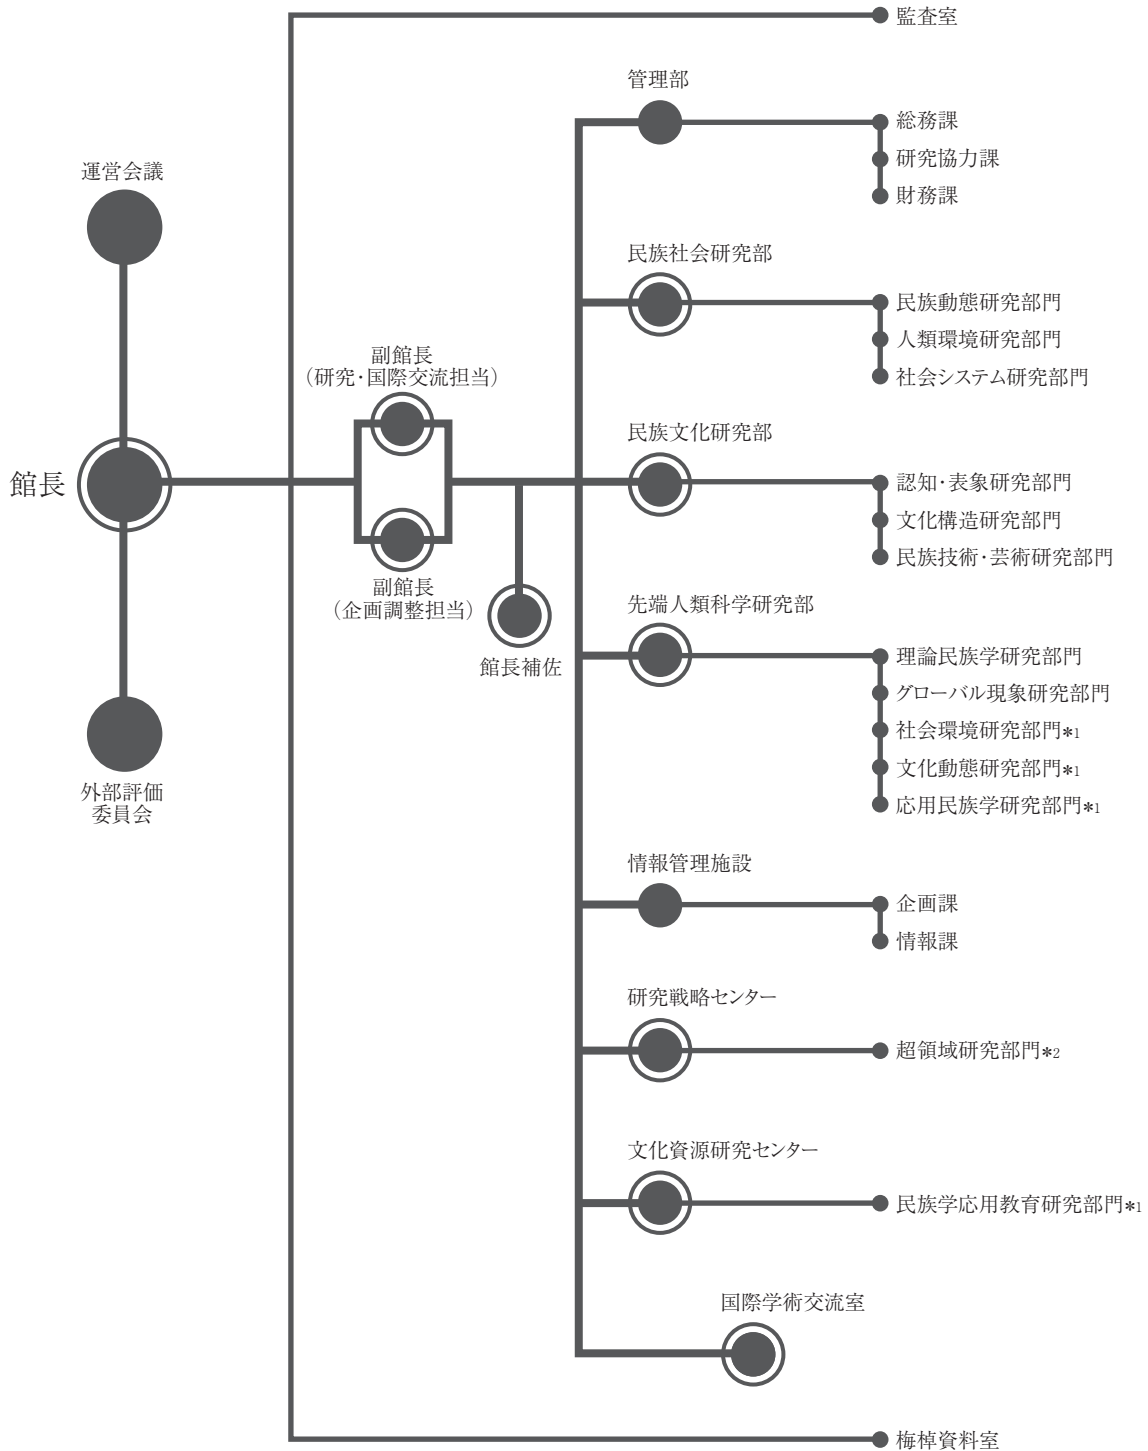 監査室
管理部
総務課
研究協力課
財務課
運営会議
民族社会研究部
民族動態研究部門
人類環境研究部門
社会システム研究部門
副館長
(研究・国際交流担当)
民族文化研究部
館長
認知・表象研究部門
文化構造研究部門
民族技術・芸術研究部門
副館長
(企画調整担当)
館長補佐
先端人類科学研究部
理論民族学研究部門
グローバル現象研究部門
社会環境研究部門*1
文化動態研究部門*1
応用民族学研究部門*1
外部評価
委員会
情報管理施設
企画課
情報課
研究戦略センター
超領域研究部門*2
文化資源研究センター
民族学応用教育研究部門*1
国際学術交流室
梅棹資料室